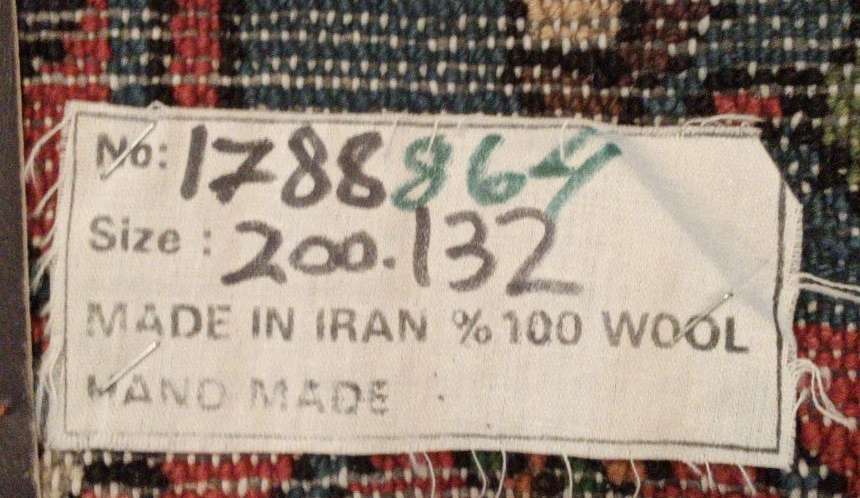 No: 1788864
Size: 200.132
MADE IN IRAN % 100 WOOL
HAND MADE